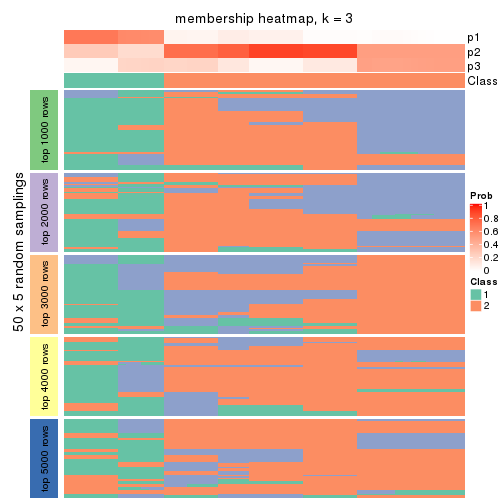 membership heatmap, k = 3
p1
p2
p3
Class
50 x 5 random samplings
top 1000 rows
top 2000 rows
top 3000 rows
top 4000 rows
top 5000 rows
Prob
1
0.8
0.6
0.4
0.2
0
Class
1
2